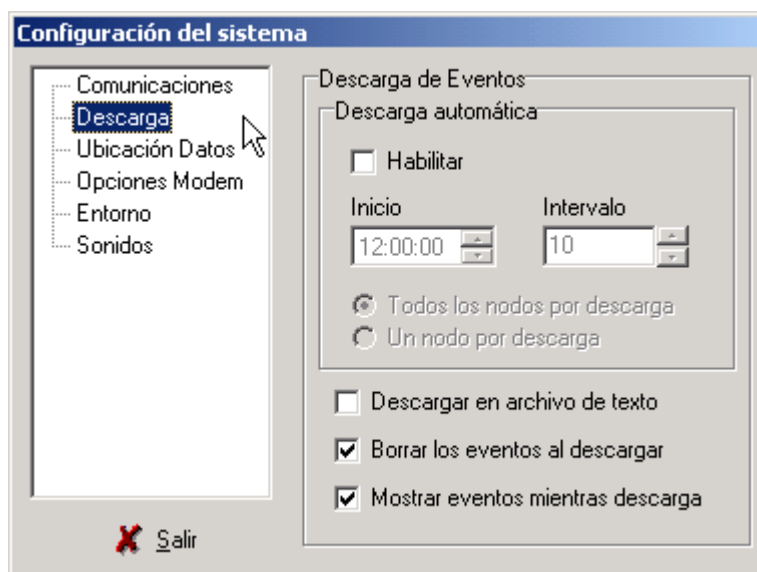 Configuración del sistema
Comunicaciones
Descarga
Ubicación Datos
Opciones Modem
Entorno
Sonidos
Salir
Descarga de Eventos
Descarga automática
Habilitar
Inicio
Intervalo
12:00:00
10
Todos los nodos por descarga
Un nodo por descarga
Descargar en archivo de texto
Borrar los eventos al descargar
Mostrar eventos mientras descarga